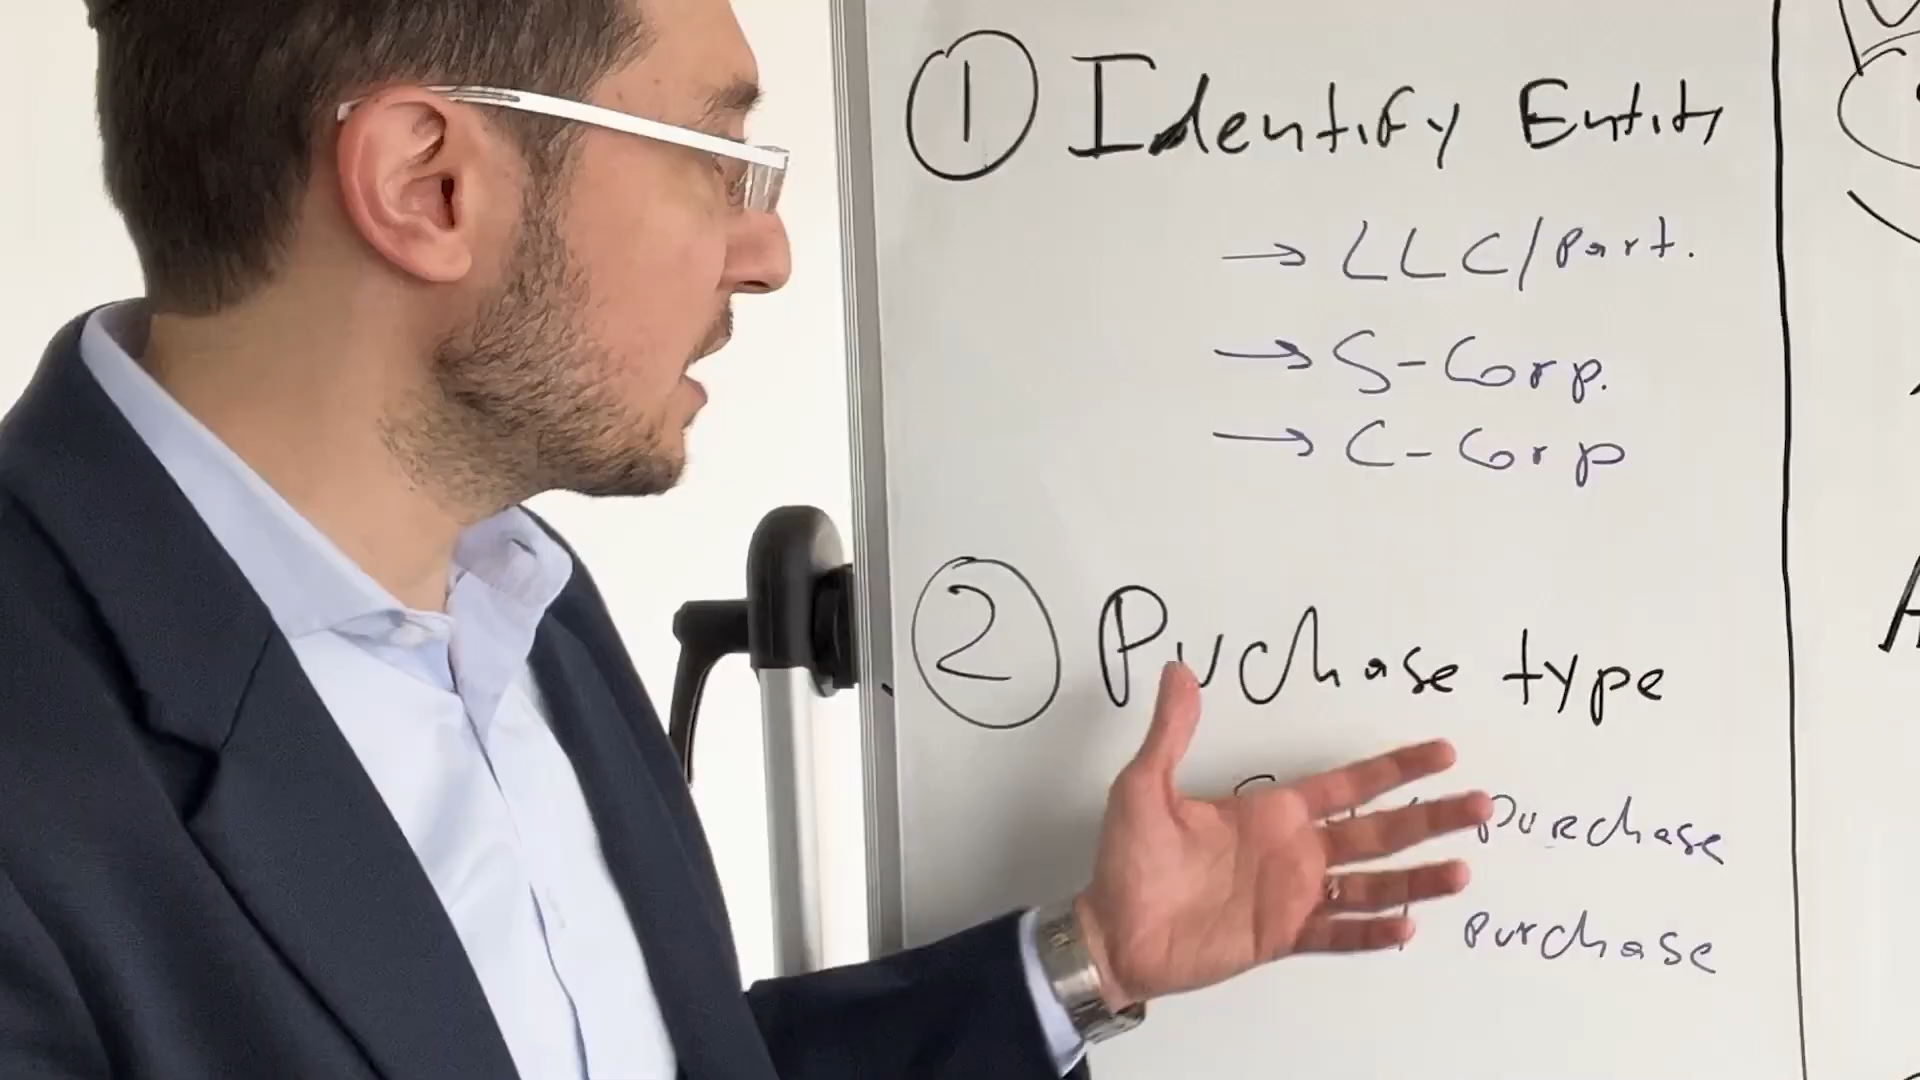 1 Identify Entity
→ LLC/Part.
→ S-Corp.
→ C-Corp
2 Puchase type
Purchase
Purchase